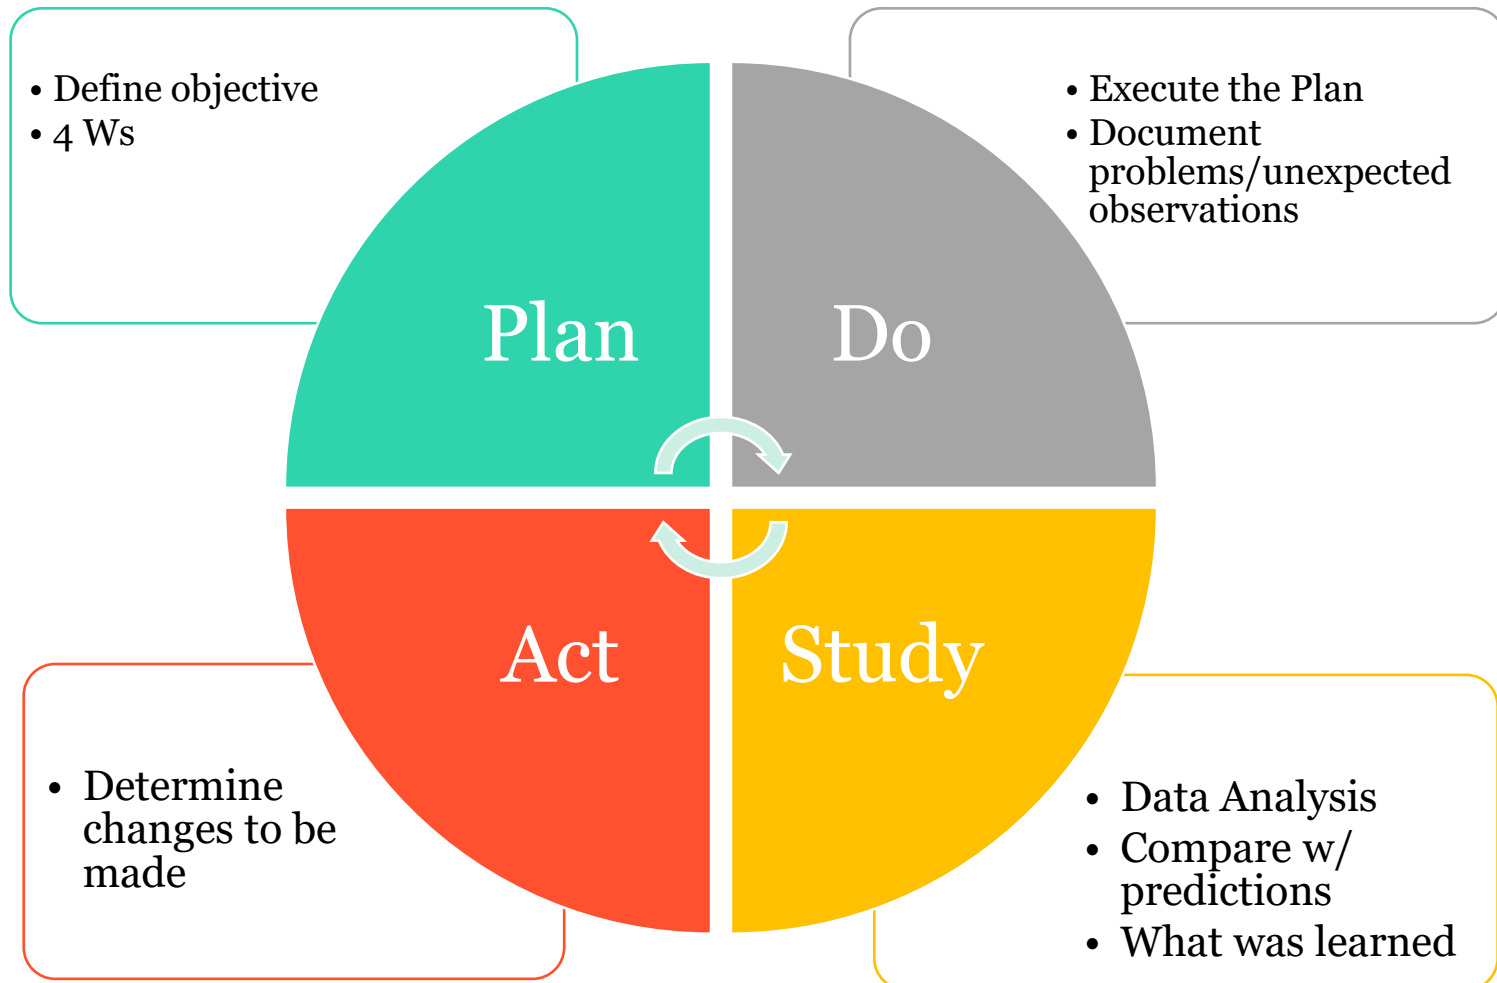 • Define objective
• 4 Ws
• Execute the Plan
• Document
problems/unexpected
observations
Plan
Do
Act
Study
• Determine
changes to be
made
• Data Analysis
• Compare w/
predictions
• What was learned